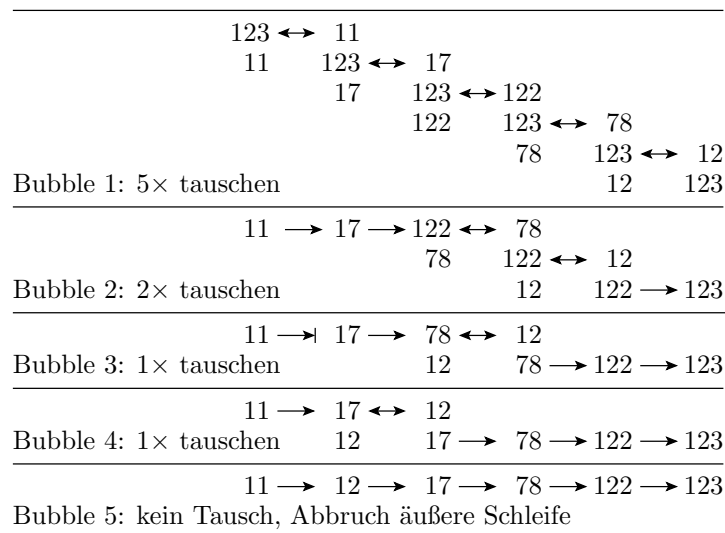 123 ↔ 11
11 123 ↔ 17
17 123 ↔ 122
122 123 ↔ 78
78 123 ↔ 12
Bubble 1: 5× tauschen 12 123
11 → 17 → 122 ↔ 78
78 122 ↔ 12
Bubble 2: 2× tauschen 12 122 → 123
11 → 17 → 78 ↔ 12
Bubble 3: 1× tauschen 12 78 → 122 → 123
11 → 17 ↔ 12
Bubble 4: 1× tauschen 12 17 → 78 → 122 → 123
11 → 12 → 17 → 78 → 122 → 123
Bubble 5: kein Tausch, Abbruch äußere Schleife